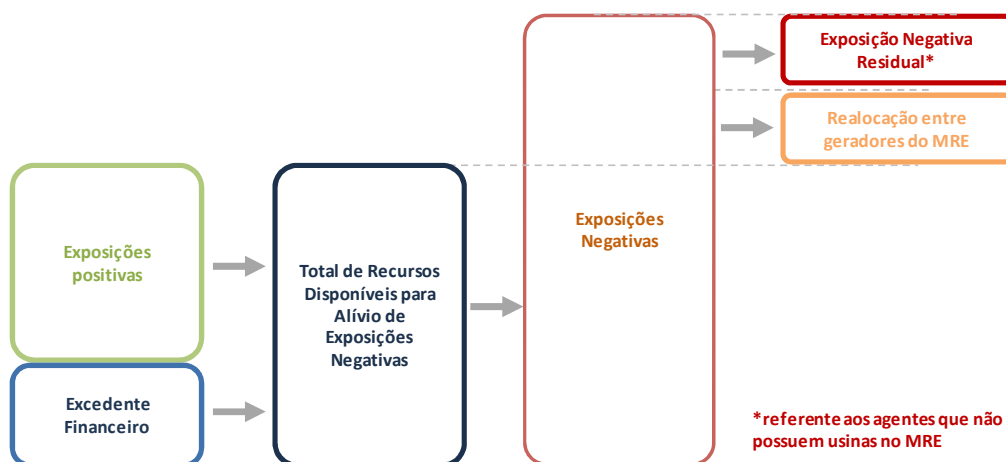 Exposição Negativa
Residual*
Realocação entre
geradores do MRE
Exposições
Negativas
Exposições
positivas
Total de Recursos
Disponíveis para
Alívio de
Exposições
Negativas
Excedente
Financeiro
*referente aos agentes que não
possuem usinas no MRE